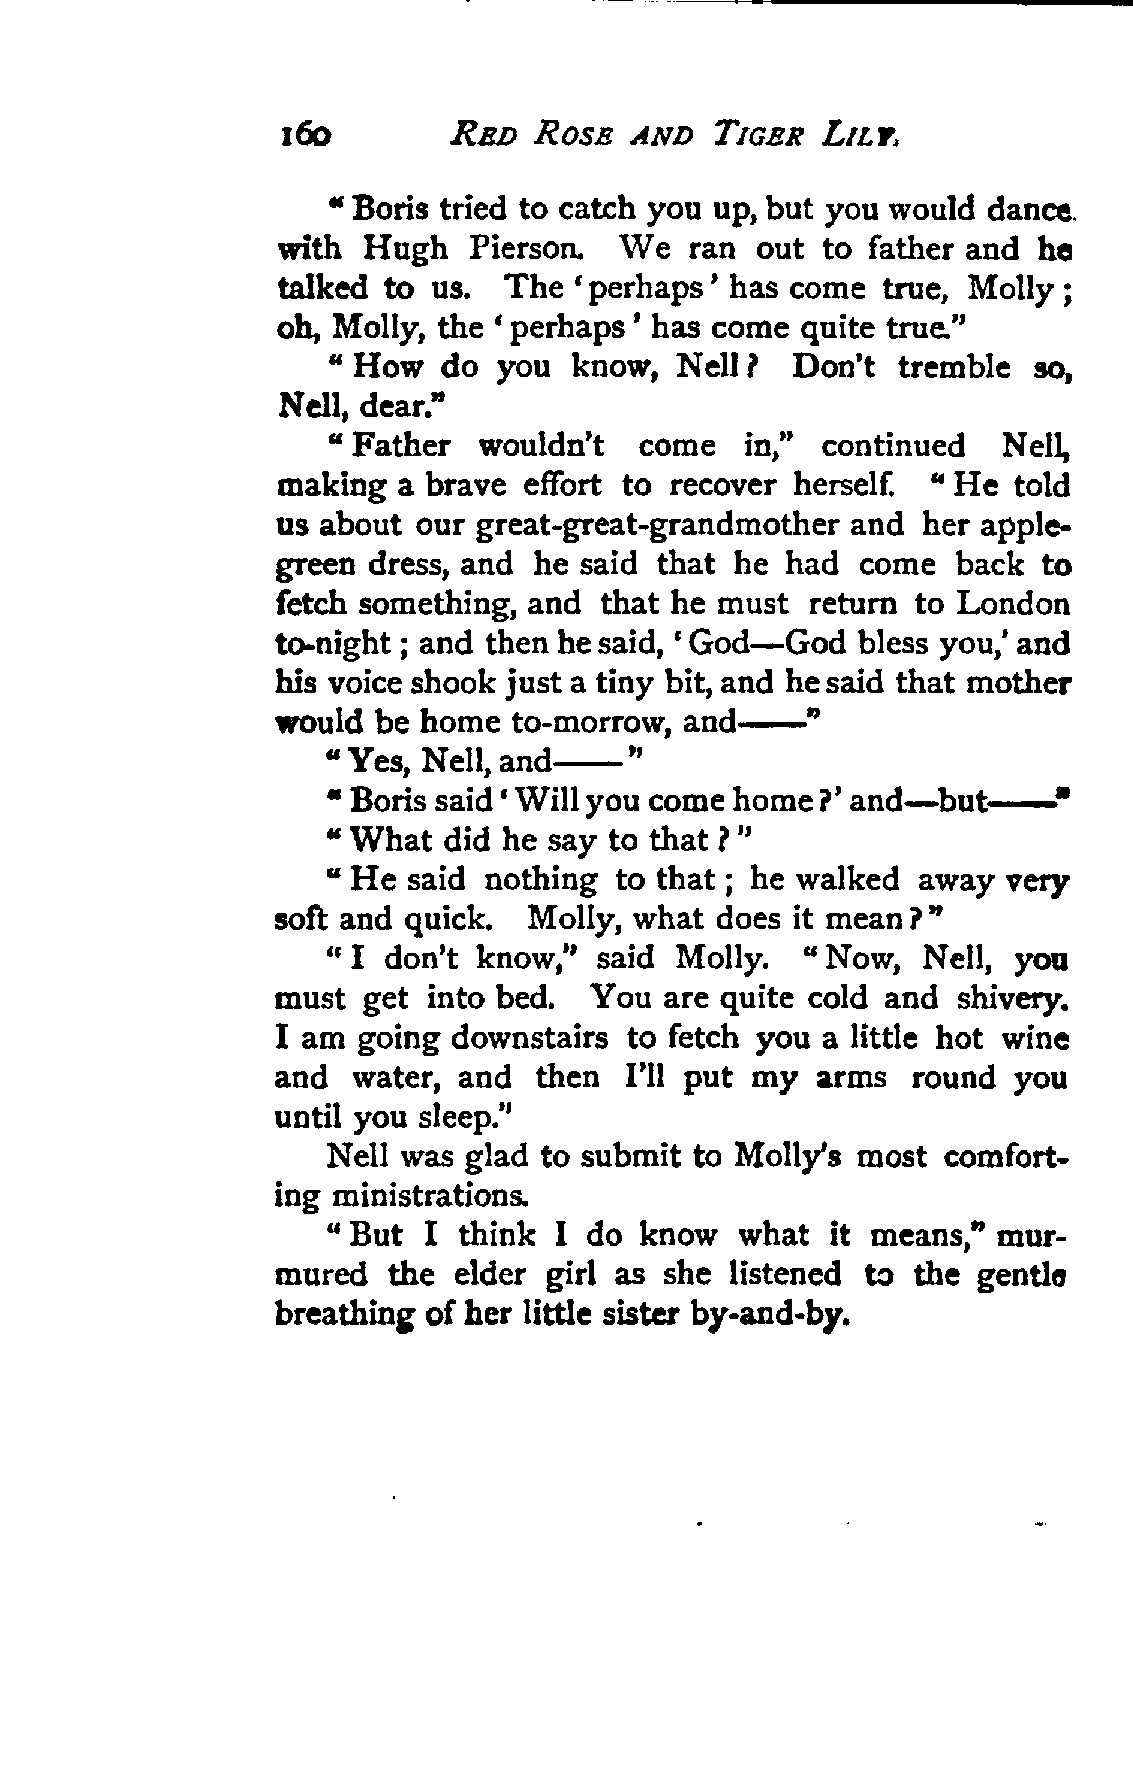 160 RED ROSE AND TIGER LILY.
"Boris tried to catch you up, but you would dance.
with Hugh Pierson. We ran out to father and he
talked to us. The 'perhaps' has come true, Molly;
oh, Molly, the 'perhaps' has come quite true."
"How do you know, Nell? Don't tremble so,
Nell, dear."
"Father wouldn't come in," continued Nell,
making a brave effort to recover herself. "He told
us about our great-great-grandmother and her apple-
green dress, and he said that he had come back to
fetch something, and that he must return to London
to-night; and then he said, 'God—God bless you,' and
his voice shook just a tiny bit, and he said that mother
would be home to-morrow, and——"
"Yes, Nell, and——"
"Boris said 'Will you come home?' and—but——"
"What did he say to that?"
"He said nothing to that; he walked away very
soft and quick. Molly, what does it mean?"
"I don't know," said Molly. "Now, Nell, you
must get into bed. You are quite cold and shivery.
I am going downstairs to fetch you a little hot wine
and water, and then I'll put my arms round you
until you sleep."
Nell was glad to submit to Molly's most comfort-
ing ministrations.
"But I think I do know what it means," mur-
mured the elder girl as she listened to the gentle
breathing of her little sister by-and-by.